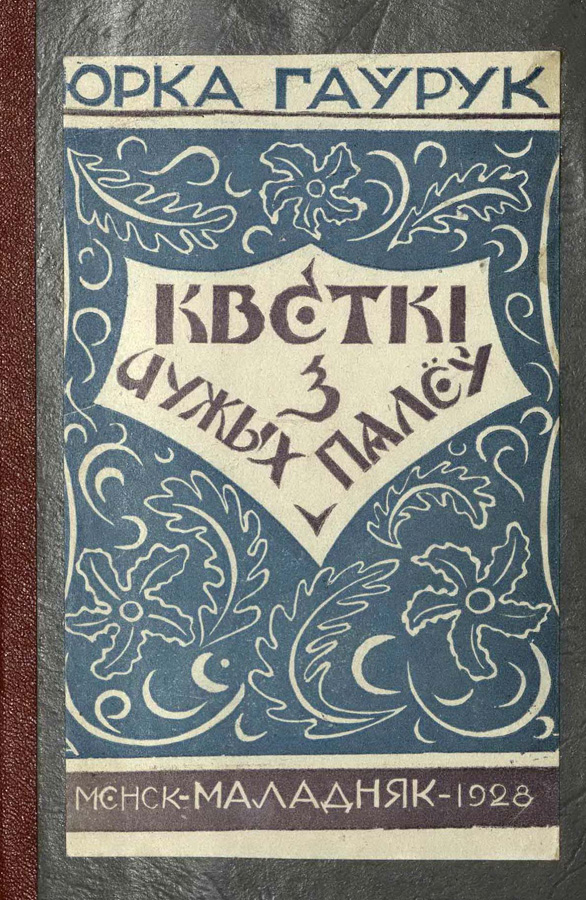 ЮРКА ГАЎРУК
КВЕТКІ
З
ЧУЖЫХ ПАЛЁЎ
МЕНСК-МАЛАДНЯК-1928